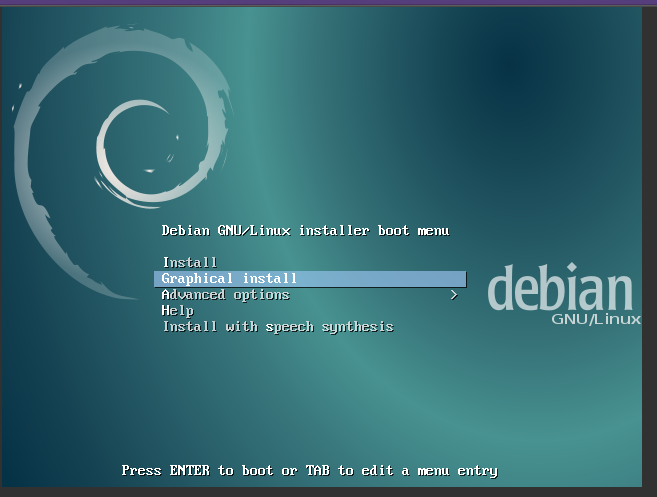 Debian GNU/Linux installer boot menu
Install
Graphical install
Advanced options >
Help
Install with speech synthesis
debian
GNU/Linux
Press ENTER to boot or TAB to edit a menu entry